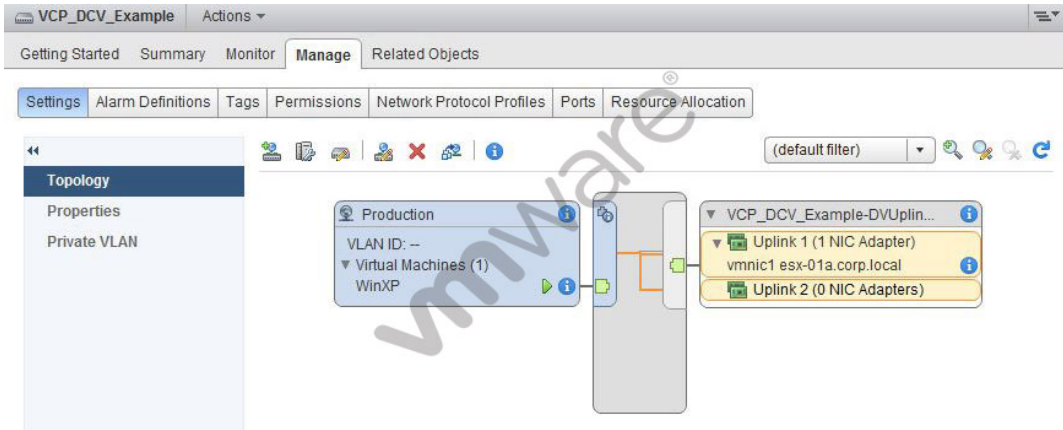 VCP_DCV_Example Actions
Getting Started Summary Monitor Manage Related Objects
Settings Alarm Definitions Tags Permissions Network Protocol Profiles Ports Resource Allocation
(default filter)
Topology
Properties
Private VLAN
Production
VLAN ID: --
Virtual Machines (1)
WinXP
VCP_DCV_Example-DVUplin...
Uplink 1 (1 NIC Adapter)
vmnic1 esx-01a.corp.local
Uplink 2 (0 NIC Adapters)
vmware®